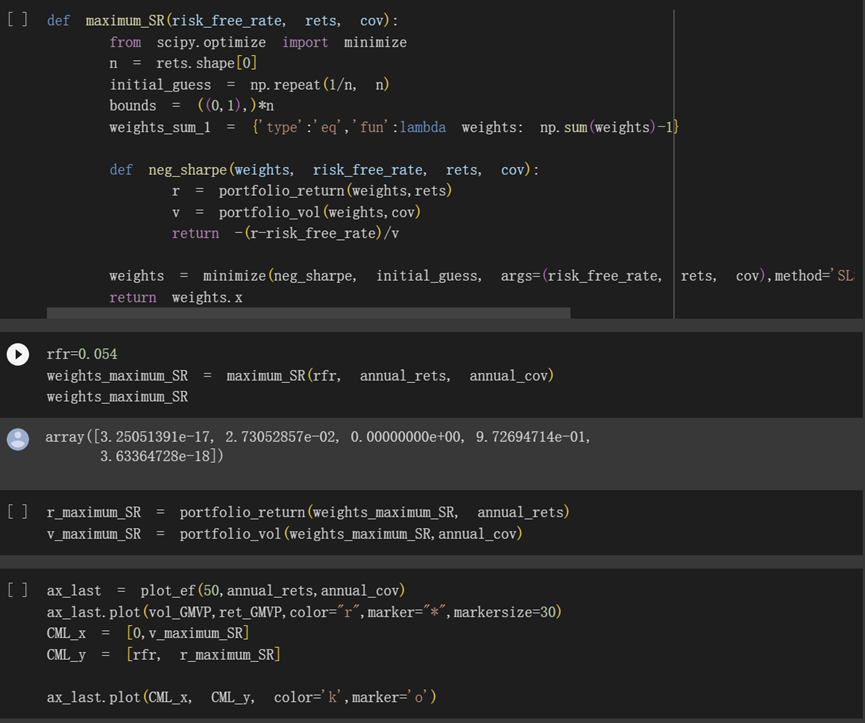 [ ] def maximum_SR(risk_free_rate, rets, cov):
from scipy.optimize import minimize
n = rets.shape[0]
initial_guess = np.repeat(1/n, n)
bounds = ((0,1),)*n
weights_sum_1 = {'type':'eq','fun':lambda weights: np.sum(weights)-1}
def neg_sharpe(weights, risk_free_rate, rets, cov):
r = portfolio_return(weights,rets)
v = portfolio_vol(weights,cov)
return -(r-risk_free_rate)/v
weights = minimize(neg_sharpe, initial_guess, args=(risk_free_rate, rets, cov),method='SL
return weights.x
rfr=0.054
weights_maximum_SR = maximum_SR(rfr, annual_rets, annual_cov)
weights_maximum_SR
array([3.25051391e-17, 2.73052857e-02, 0.00000000e+00, 9.72694714e-01,
3.63364728e-18])
[ ] r_maximum_SR = portfolio_return(weights_maximum_SR, annual_rets)
v_maximum_SR = portfolio_vol(weights_maximum_SR,annual_cov)
[ ] ax_last = plot_ef(50,annual_rets,annual_cov)
ax_last.plot(vol_GMVP,ret_GMVP,color="r",marker="*",markersize=30)
CML_x = [0,v_maximum_SR]
CML_y = [rfr, r_maximum_SR]
ax_last.plot(CML_x, CML_y, color='k',marker='o')